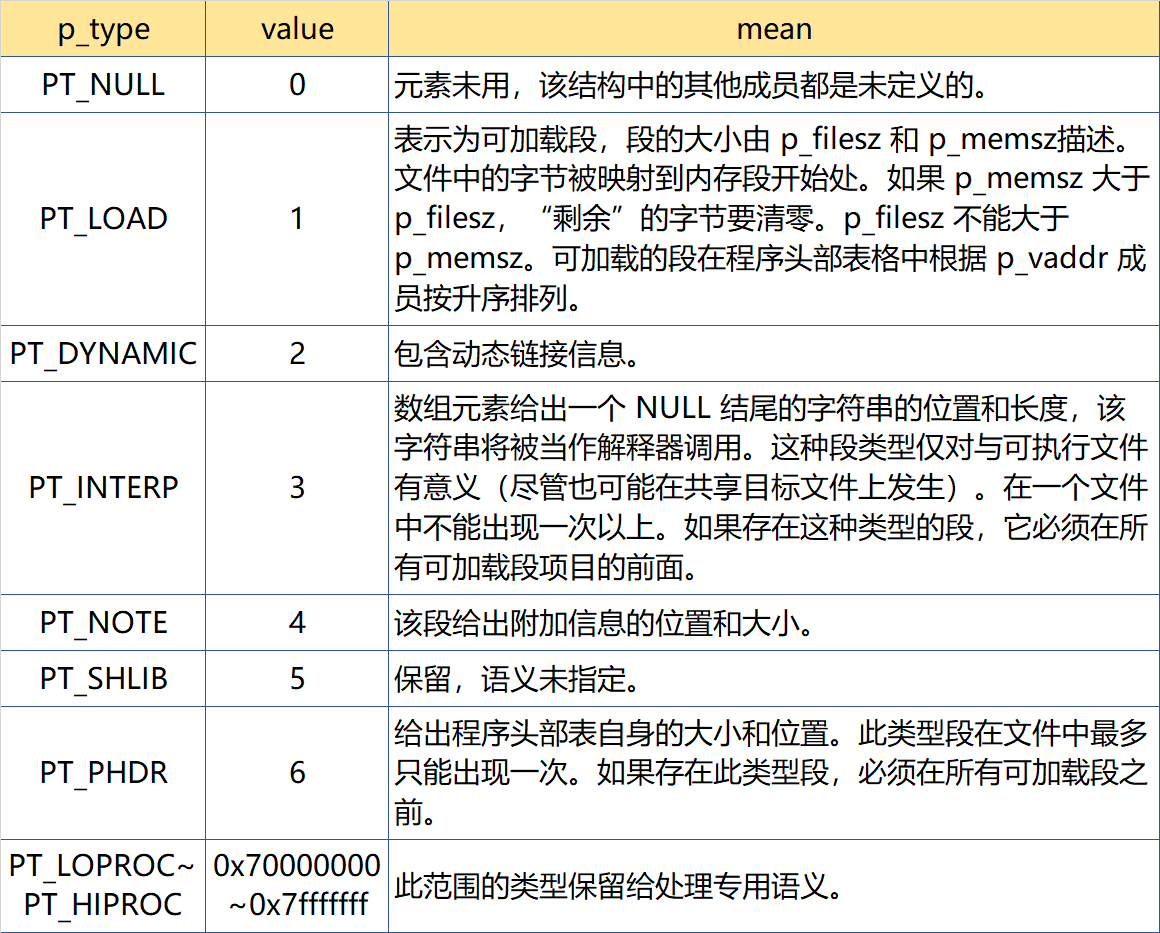 p_type value mean
PT_NULL 0 元素未用，该结构中的其他成员都是未定义的。
表示为可加载段，段的大小由 p_filesz 和 p_memsz描述。
文件中的字节被映射到内存段开始处。如果 p_memsz 大于
PT_LOAD 1 p_filesz，“剩余”的字节要清零。p_filesz 不能大于
p_memsz。可加载的段在程序头部表格中根据 p_vaddr 成
员按升序排列。
PT_DYNAMIC 2 包含动态链接信息。
数组元素给出一个 NULL 结尾的字符串的位置和长度，该
字符串将被当作解释器调用。这种段类型仅对与可执行文件
PT_INTERP 3 有意义（尽管也可能在共享目标文件上发生）。在一个文件
中不能出现一次以上。如果存在这种类型的段，它必须在所
有可加载段项目的前面。
PT_NOTE 4 该段给出附加信息的位置和大小。
PT_SHLIB 5 保留，语义未指定。
给出程序头部表自身的大小和位置。此类型段在文件中最多
PT_PHDR 6 只能出现一次。如果存在此类型段，必须在所有可加载段之
前。
PT_LOPROC~ 0x70000000
PT_HIPROC ~0x7fffffff 此范围的类型保留给处理专用语义。